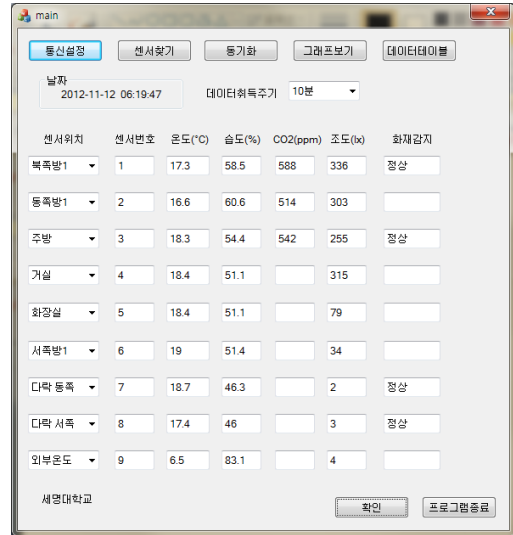 main
통신설정 센서찾기 동기화 그래프보기 데이터테이블
날짜
2012-11-12 06:19:47 데이터취득주기 10분
센서위치 센서번호 온도(°C) 습도(%) CO2(ppm) 조도(lx) 화재감지
북쪽방1 1 17.3 58.5 588 336 정상
동쪽방1 2 16.6 60.6 514 303
주방 3 18.3 54.4 542 255 정상
거실 4 18.4 51.1 315
화장실 5 18.4 51.1 79
서쪽방1 6 19 51.4 34
다락 동쪽 7 18.7 46.3 2 정상
다락 서쪽 8 17.4 46 3 정상
외부온도 9 6.5 83.1 4
세명대학교
확인 프로그램종료